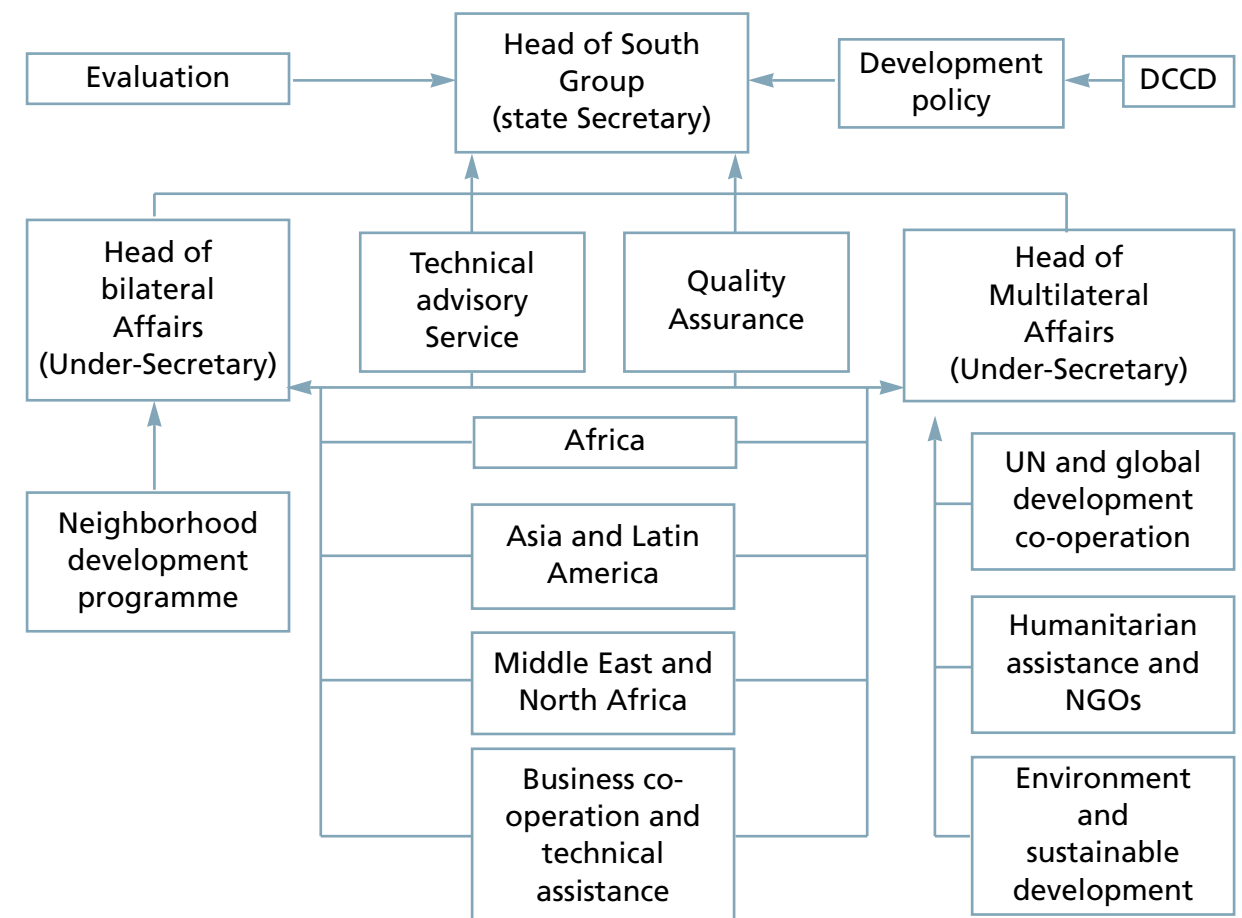 Evaluation
Head of South
Group
(state Secretary)
Development
policy
DCCD
Head of
bilateral
Affairs
(Under-Secretary)
Technical
advisory
Service
Quality
Assurance
Head of
Multilateral
Affairs
(Under-Secretary)
Neighborhood
development
programme
Africa
Asia and Latin
America
Middle East and
North Africa
Business co-
operation and
technical
assistance
UN and global
development
co-operation
Humanitarian
assistance and
NGOs
Environment
and
sustainable
development